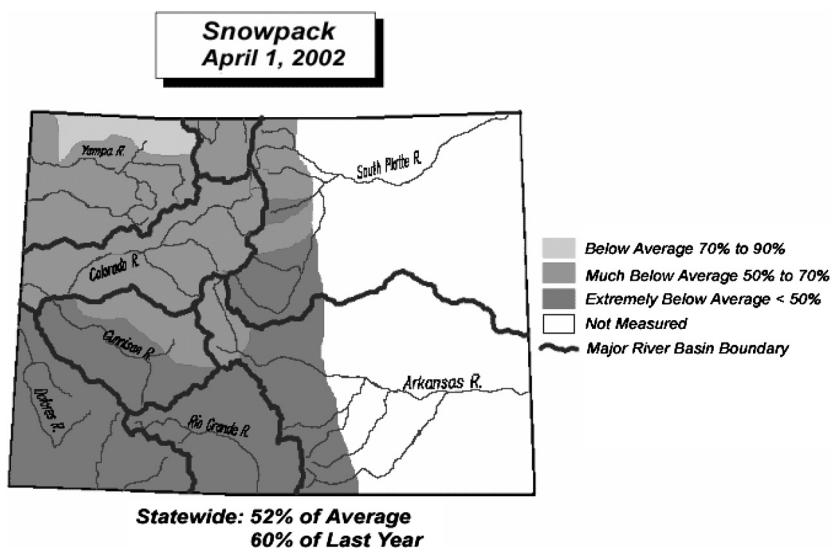 Snowpack
April 1, 2002
Yampa R.
South Platte R.
Colorado R.
Gunnison R.
Arkansas R.
Dolores R.
Rio Grande R.
Below Average 70% to 90%
Much Below Average 50% to 70%
Extremely Below Average < 50%
Not Measured
Major River Basin Boundary
Statewide: 52% of Average
60% of Last Year